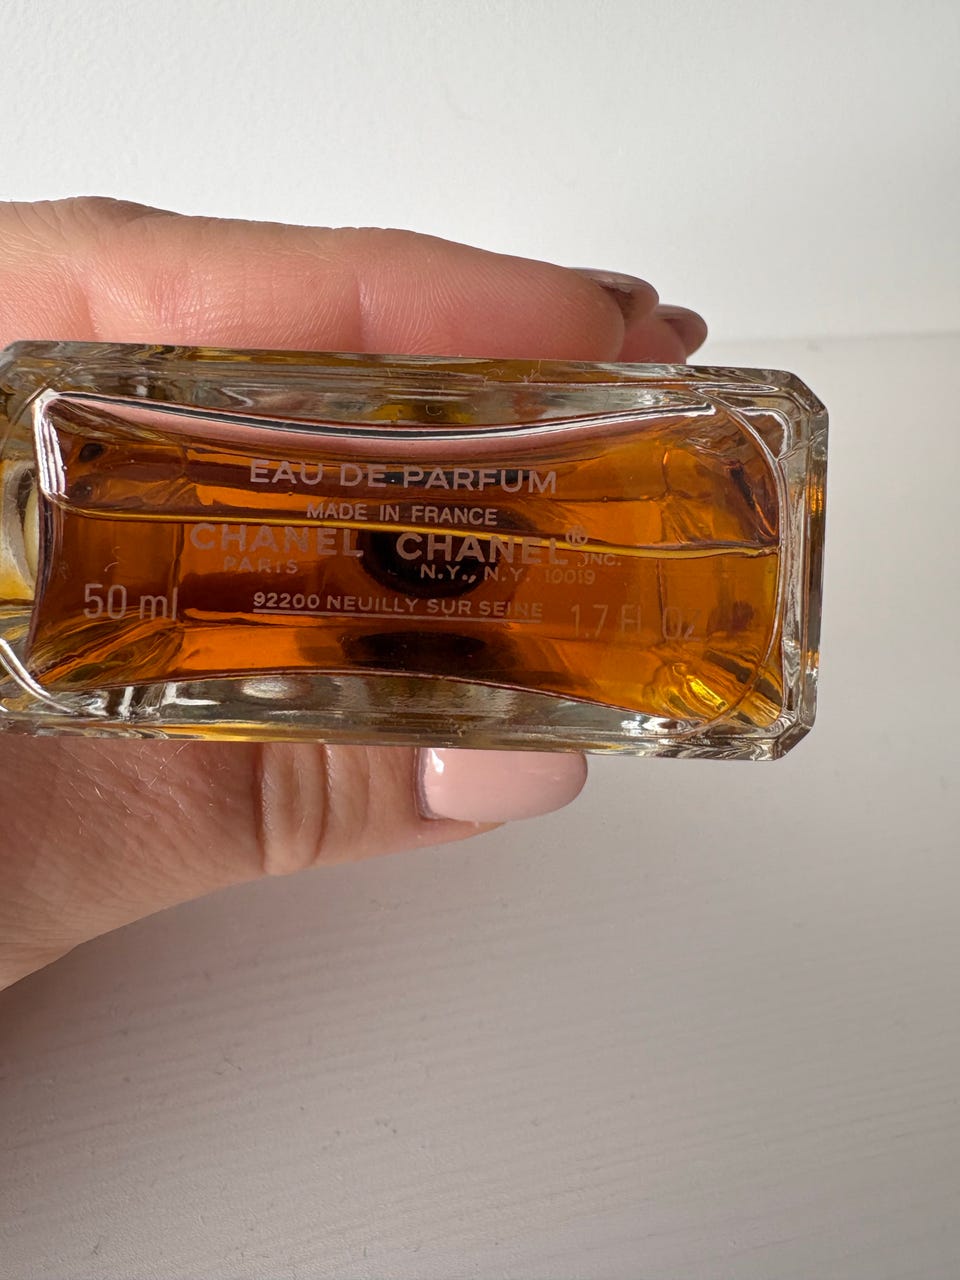 EAU DE PARFUM
MADE IN FRANCE
CHANEL CHANEL® INC.
PARIS N.Y., N.Y. 10019
50 ml 92200 NEUILLY SUR SEINE 1.7 Fl Oz